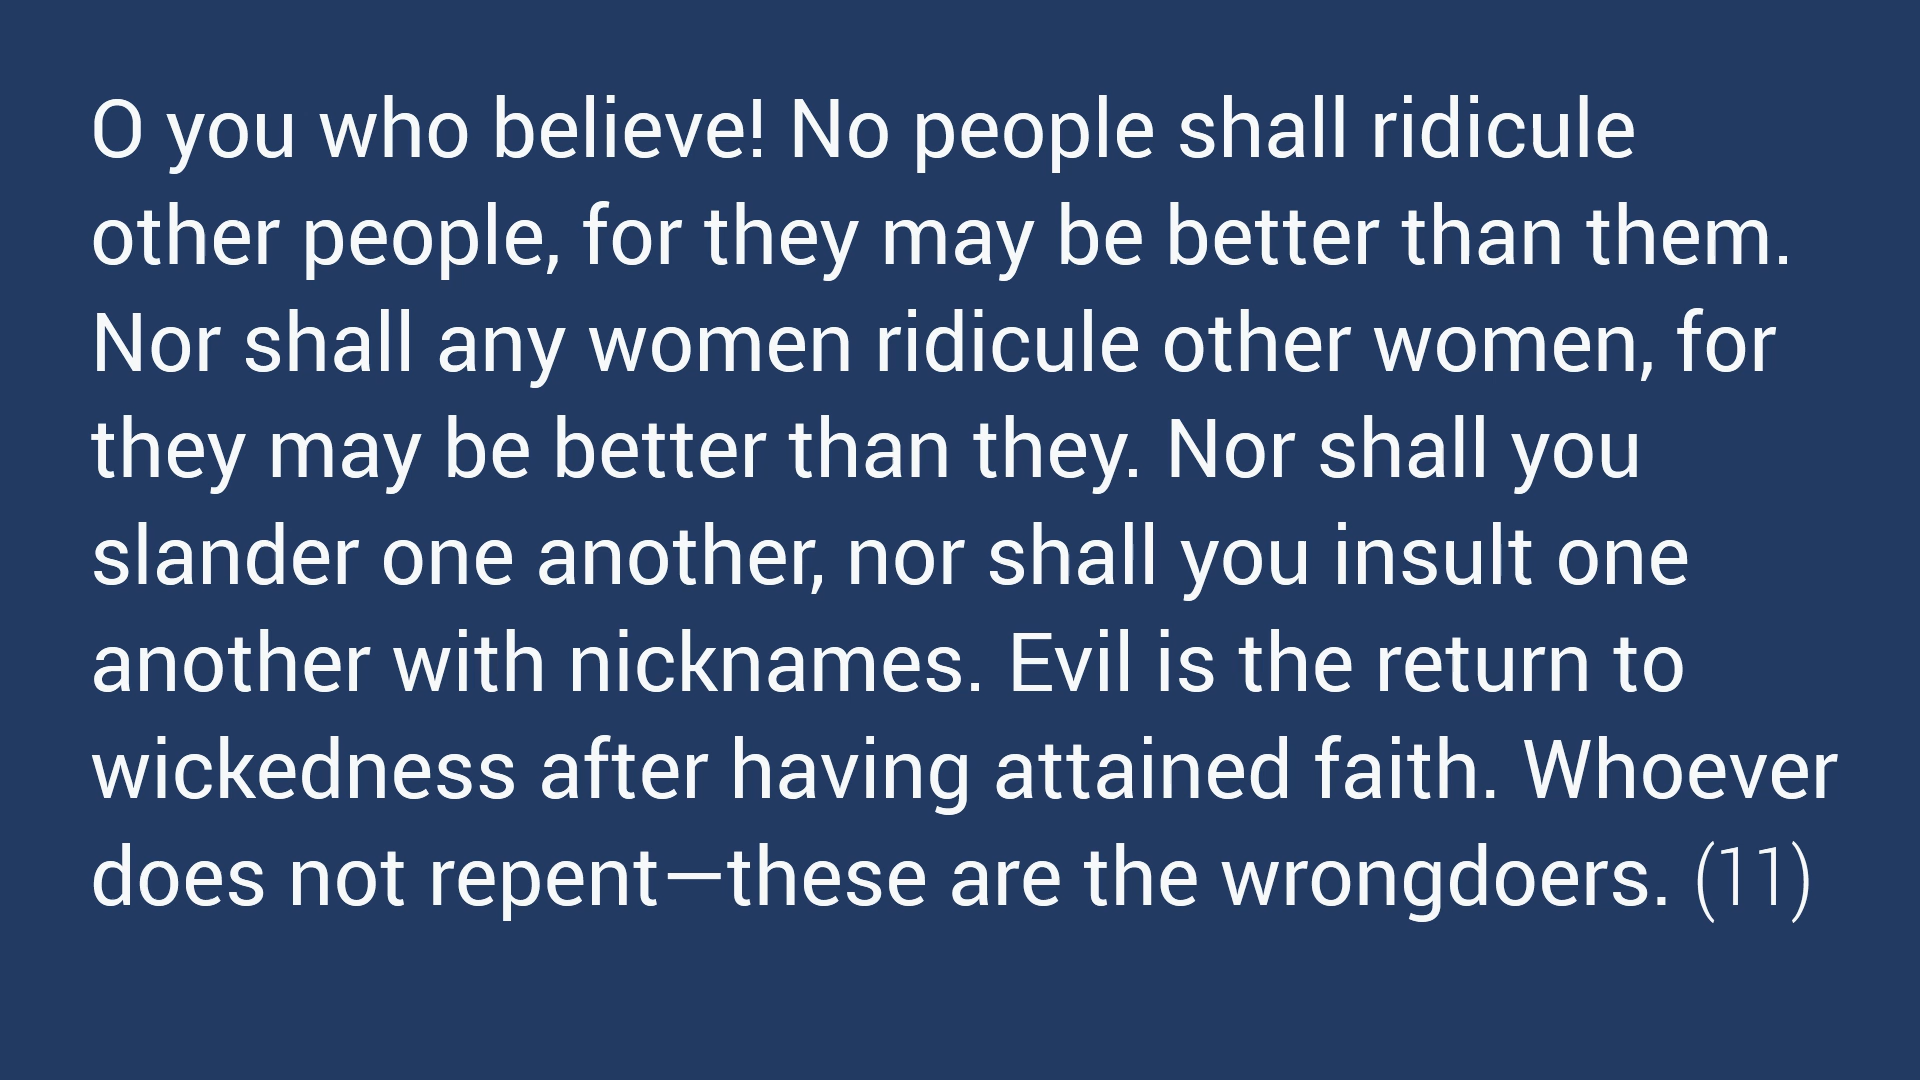 O you who believe! No people shall ridicule
other people, for they may be better than them.
Nor shall any women ridicule other women, for
they may be better than they. Nor shall you
slander one another, nor shall you insult one
another with nicknames. Evil is the return to
wickedness after having attained faith. Whoever
does not repent—these are the wrongdoers. (11)